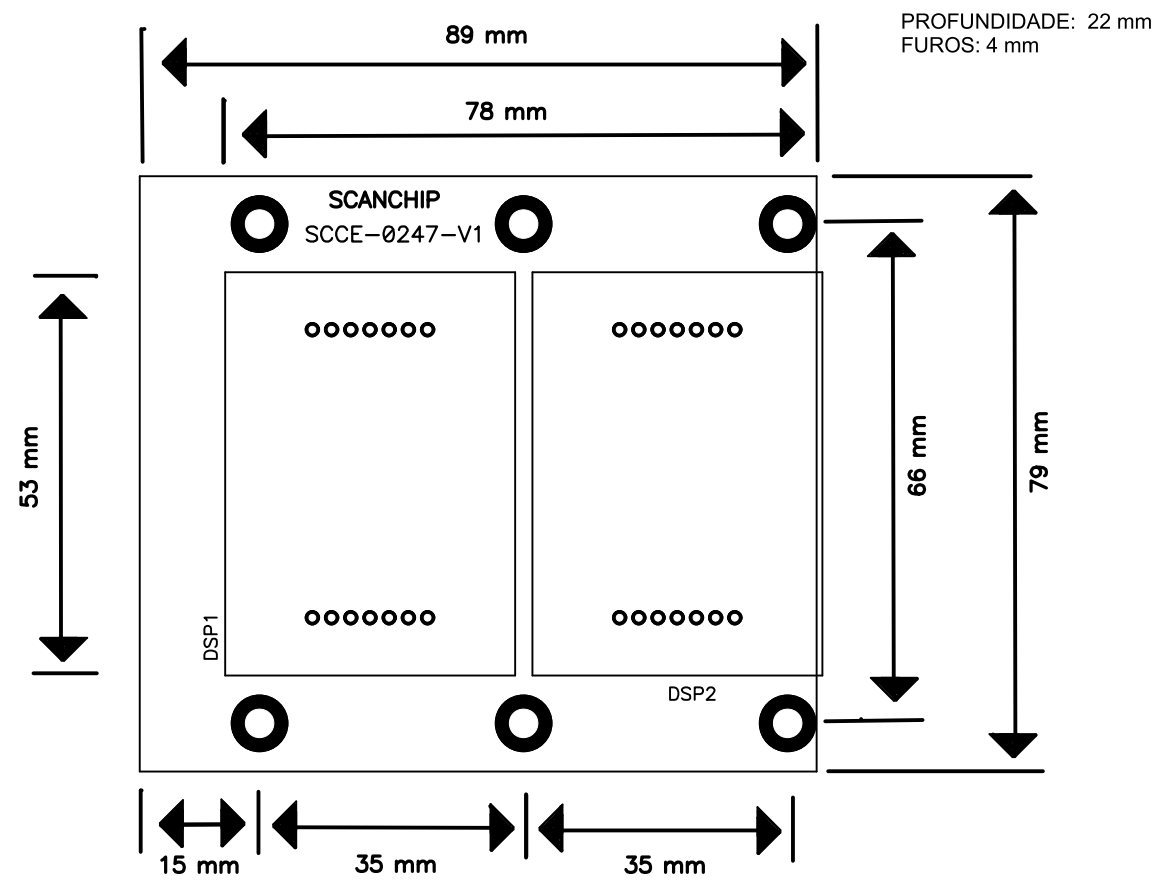 PROFUNDIDADE: 22 mm
FUROS: 4 mm
89 mm
78 mm
SCANCHIP
SCCE-0247-V1
53 mm
66 mm
79 mm
DSP1
DSP2
15 mm
35 mm
35 mm